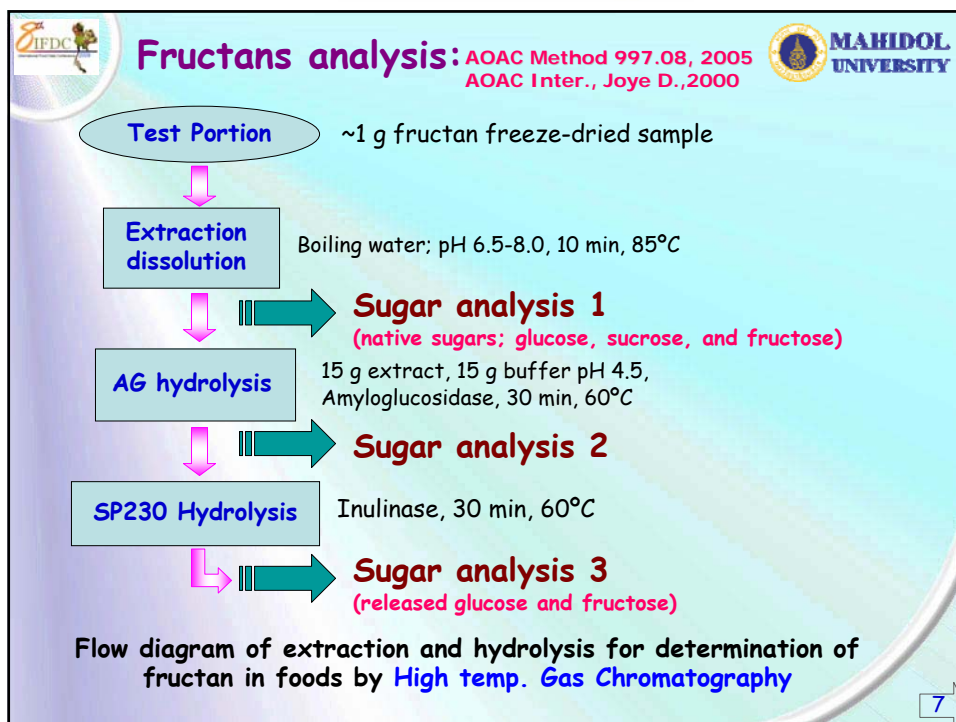 8th IFDC
Fructans analysis: AOAC Method 997.08, 2005
AOAC Inter., Joye D.,2000
MAHIDOL
UNIVERSITY
Test Portion
~1 g fructan freeze-dried sample
Extraction
dissolution
Boiling water; pH 6.5-8.0, 10 min, 85ºC
Sugar analysis 1
(native sugars; glucose, sucrose, and fructose)
AG hydrolysis
15 g extract, 15 g buffer pH 4.5,
Amyloglucosidase, 30 min, 60ºC
Sugar analysis 2
SP230 Hydrolysis
Inulinase, 30 min, 60ºC
Sugar analysis 3
(released glucose and fructose)
Flow diagram of extraction and hydrolysis for determination of
fructan in foods by High temp. Gas Chromatography
7